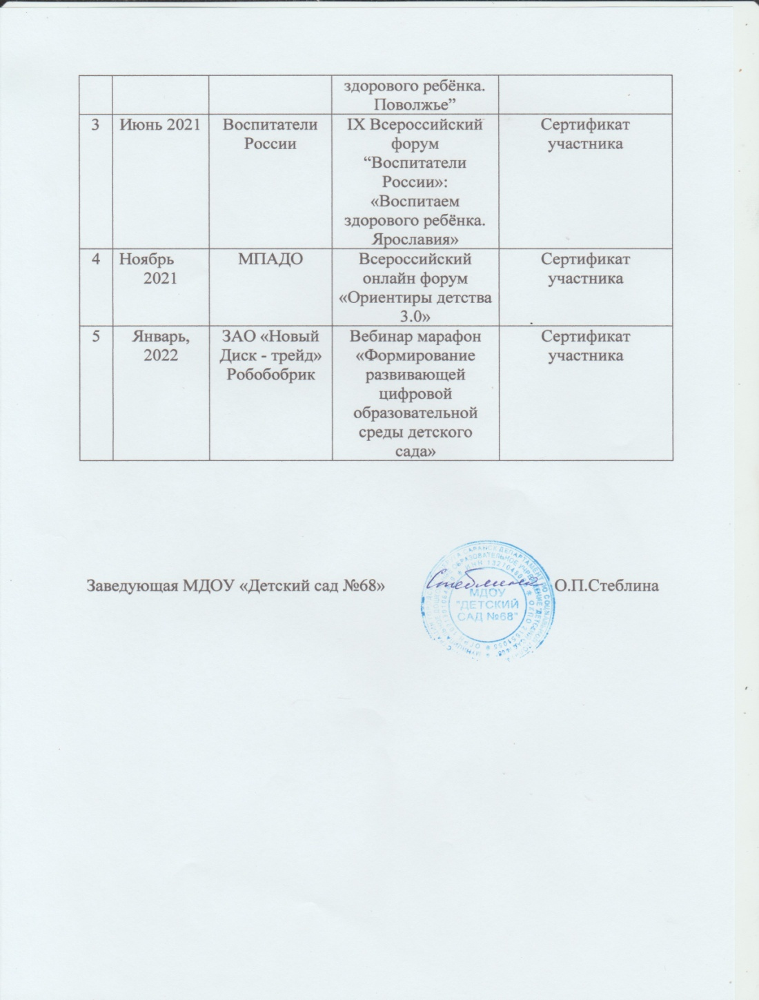 здорового ребёнка.
Поволжье”
3 Июнь 2021 Воспитатели IX Всероссийский Сертификат
России форум участника
“Воспитатели
России»:
«Воспитаем
здорового ребёнка.
Ярославия»
4 Ноябрь МПАДО Всероссийский Сертификат
2021 онлайн форум участника
«Ориентиры детства
3.0»
5 Январь, ЗАО «Новый Вебинар марафон Сертификат
2022 Диск - трейд» «Формирование участника
Робобобрик развивающей
цифровой
образовательной
среды детского
сада»
Заведующая МДОУ «Детский сад №68» О.П.Стеблина
Стеблина
МДОУ
"ДЕТСКИЙ
САД №68"